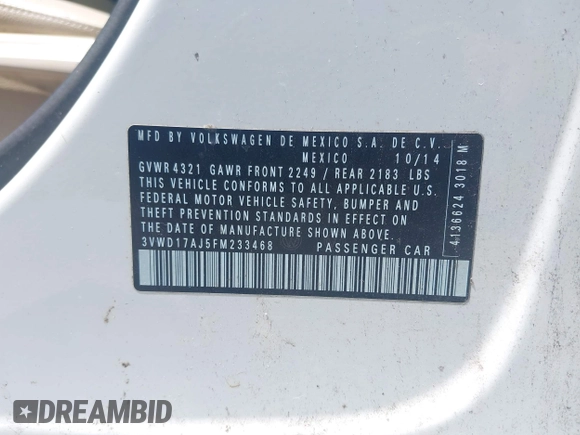 MFD BY VOLKSWAGEN DE MEXICO S.A. DE C.V.
MEXICO 10/14
GVWR 4321 GAWR FRONT 2249 / REAR 2183 LBS
THIS VEHICLE CONFORMS TO ALL APPLICABLE U.S.
FEDERAL MOTOR VEHICLE SAFETY, BUMPER AND
THEFT PREVENTION STANDARDS IN EFFECT ON
THE DATE OF MANUFACTURE SHOWN ABOVE.
3VWD17AJ5FM233468 PASSENGER CAR
4136624 3018 M
DREAMBID